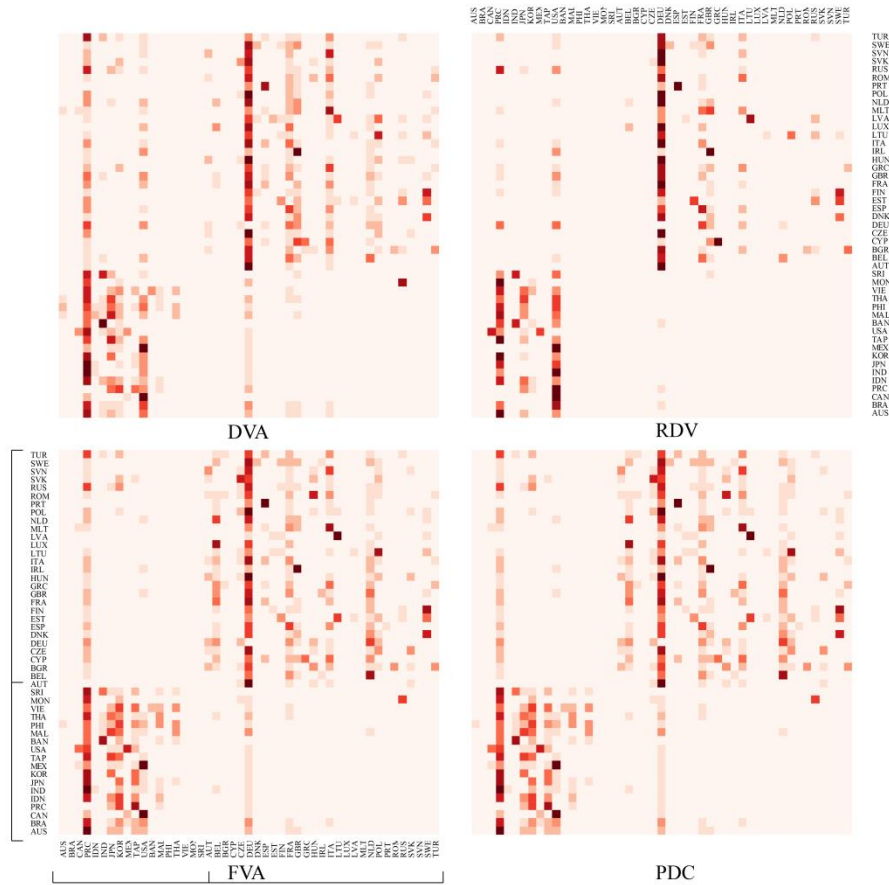 AUS BRA CAN PRC IDN IND JPN KOR MEX TAP USA BAN MAL PHI THA VIE MON SRI AUT BEL BGR CYP CZE DEU DNK ESP EST FIN FRA GBR GRC HUN IRL ITA LTU LUX LVA MLT NLD POL PRT ROM RUS SVK SVN SWE TUR
TUR
SWE
SVN
SVK
RUS
ROM
PRT
POL
NLD
MLT
LVA
LUX
LTU
ITA
IRL
HUN
GRC
GBR
FRA
FIN
EST
ESP
DNK
DEU
CZE
CYP
BGR
BEL
AUT
SRI
MON
VIE
THA
PHI
MAL
BAN
USA
TAP
MEX
KOR
JPN
IND
IDN
PRC
CAN
BRA
AUS
DVA
RDV
TUR
SWE
SVN
SVK
RUS
ROM
PRT
POL
NLD
MLT
LVA
LUX
LTU
ITA
IRL
HUN
GRC
GBR
FRA
FIN
EST
ESP
DNK
DEU
CZE
CYP
BGR
BEL
AUT
SRI
MON
VIE
THA
PHI
MAL
BAN
USA
TAP
MEX
KOR
JPN
IND
IDN
PRC
CAN
BRA
AUS
AUS BRA CAN PRC IDN IND JPN KOR MEX TAP USA BAN MAL PHI THA VIE MON SRI AUT BEL BGR CYP CZE DEU DNK ESP EST FIN FRA GBR GRC HUN IRL ITA LTU LUX LVA MLT NLD POL PRT ROM RUS SVK SVN SWE TUR
FVA
PDC